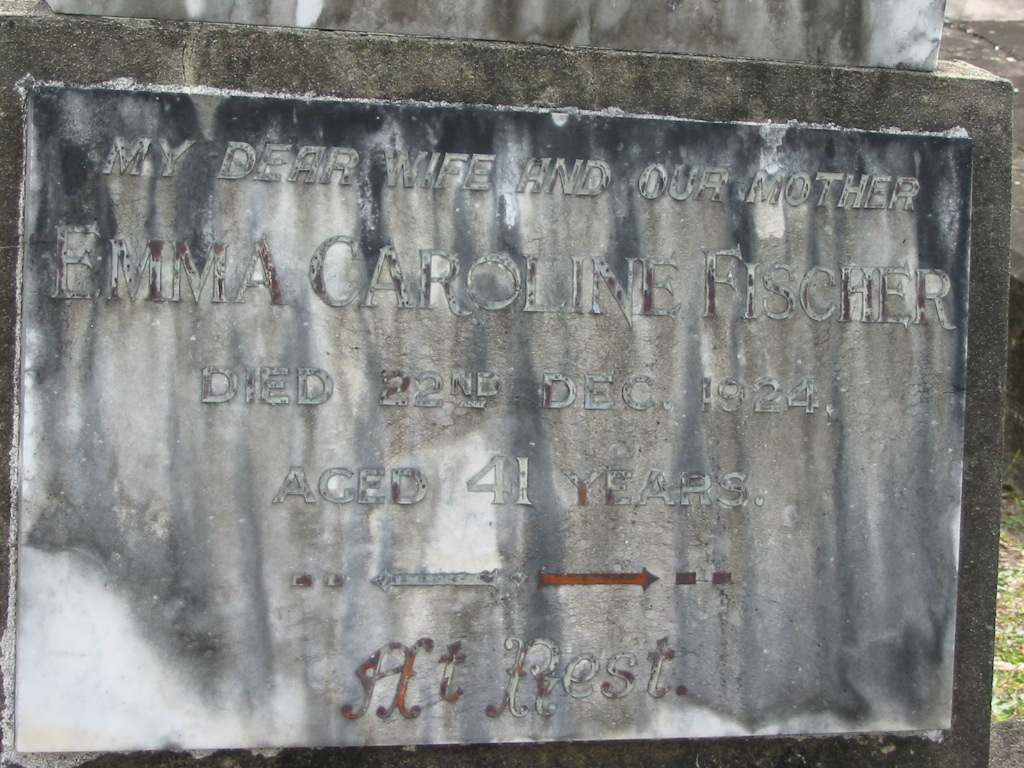 MY DEAR WIFE AND OUR MOTHER
EMMA CAROLINE FISCHER
DIED 22ND DEC. 1924,
AGED 41 YEARS.
At Rest.